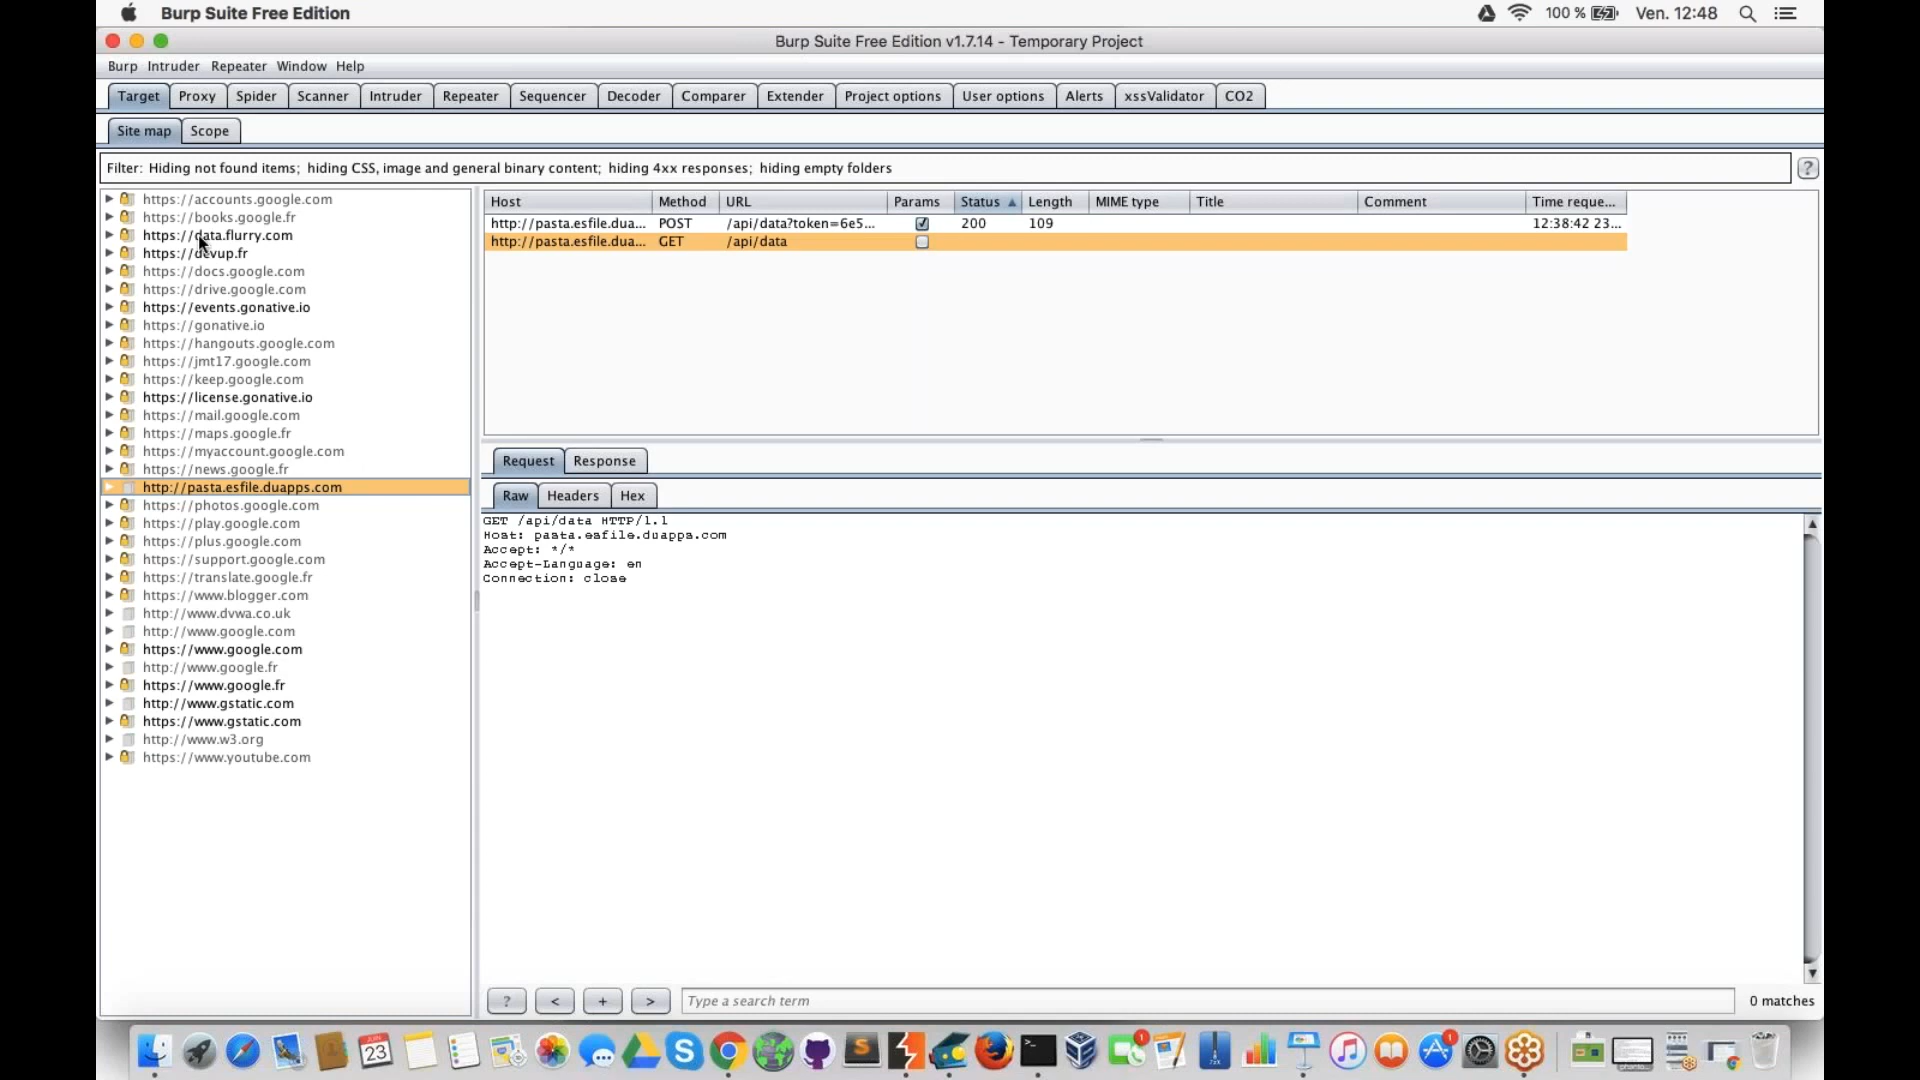 Burp Suite Free Edition
100 %
Ven. 12:48
Burp Suite Free Edition v1.7.14 - Temporary Project
Burp Intruder Repeater Window Help
Target Proxy Spider Scanner Intruder Repeater Sequencer Decoder Comparer Extender Project options User options Alerts xssValidator CO2
Site map Scope
Filter: Hiding not found items; hiding CSS, image and general binary content; hiding 4xx responses; hiding empty folders
?
https://accounts.google.com
https://books.google.fr
https://data.flurry.com
https://devup.fr
https://docs.google.com
https://drive.google.com
https://events.gonative.io
https://gonative.io
https://hangouts.google.com
https://jmt17.google.com
https://keep.google.com
https://license.gonative.io
https://mail.google.com
https://maps.google.fr
https://myaccount.google.com
https://news.google.fr
http://pasta.esfile.duapps.com
https://photos.google.com
https://play.google.com
https://plus.google.com
https://support.google.com
https://translate.google.fr
https://www.blogger.com
http://www.dvwa.co.uk
http://www.google.com
https://www.google.com
http://www.google.fr
https://www.google.fr
http://www.gstatic.com
https://www.gstatic.com
http://www.w3.org
https://www.youtube.com
Host Method URL Params Status Length MIME type Title Comment Time reque...
http://pasta.esfile.dua... POST /api/data?token=6e5... 200 109 12:38:42 23...
http://pasta.esfile.dua... GET /api/data
Request Response
Raw Headers Hex
GET /api/data HTTP/1.1
Host: pasta.esfile.duapps.com
Accept: */*
Accept-Language: en
Connection: close
? < + > Type a search term 0 matches
JUIN
23
1
1